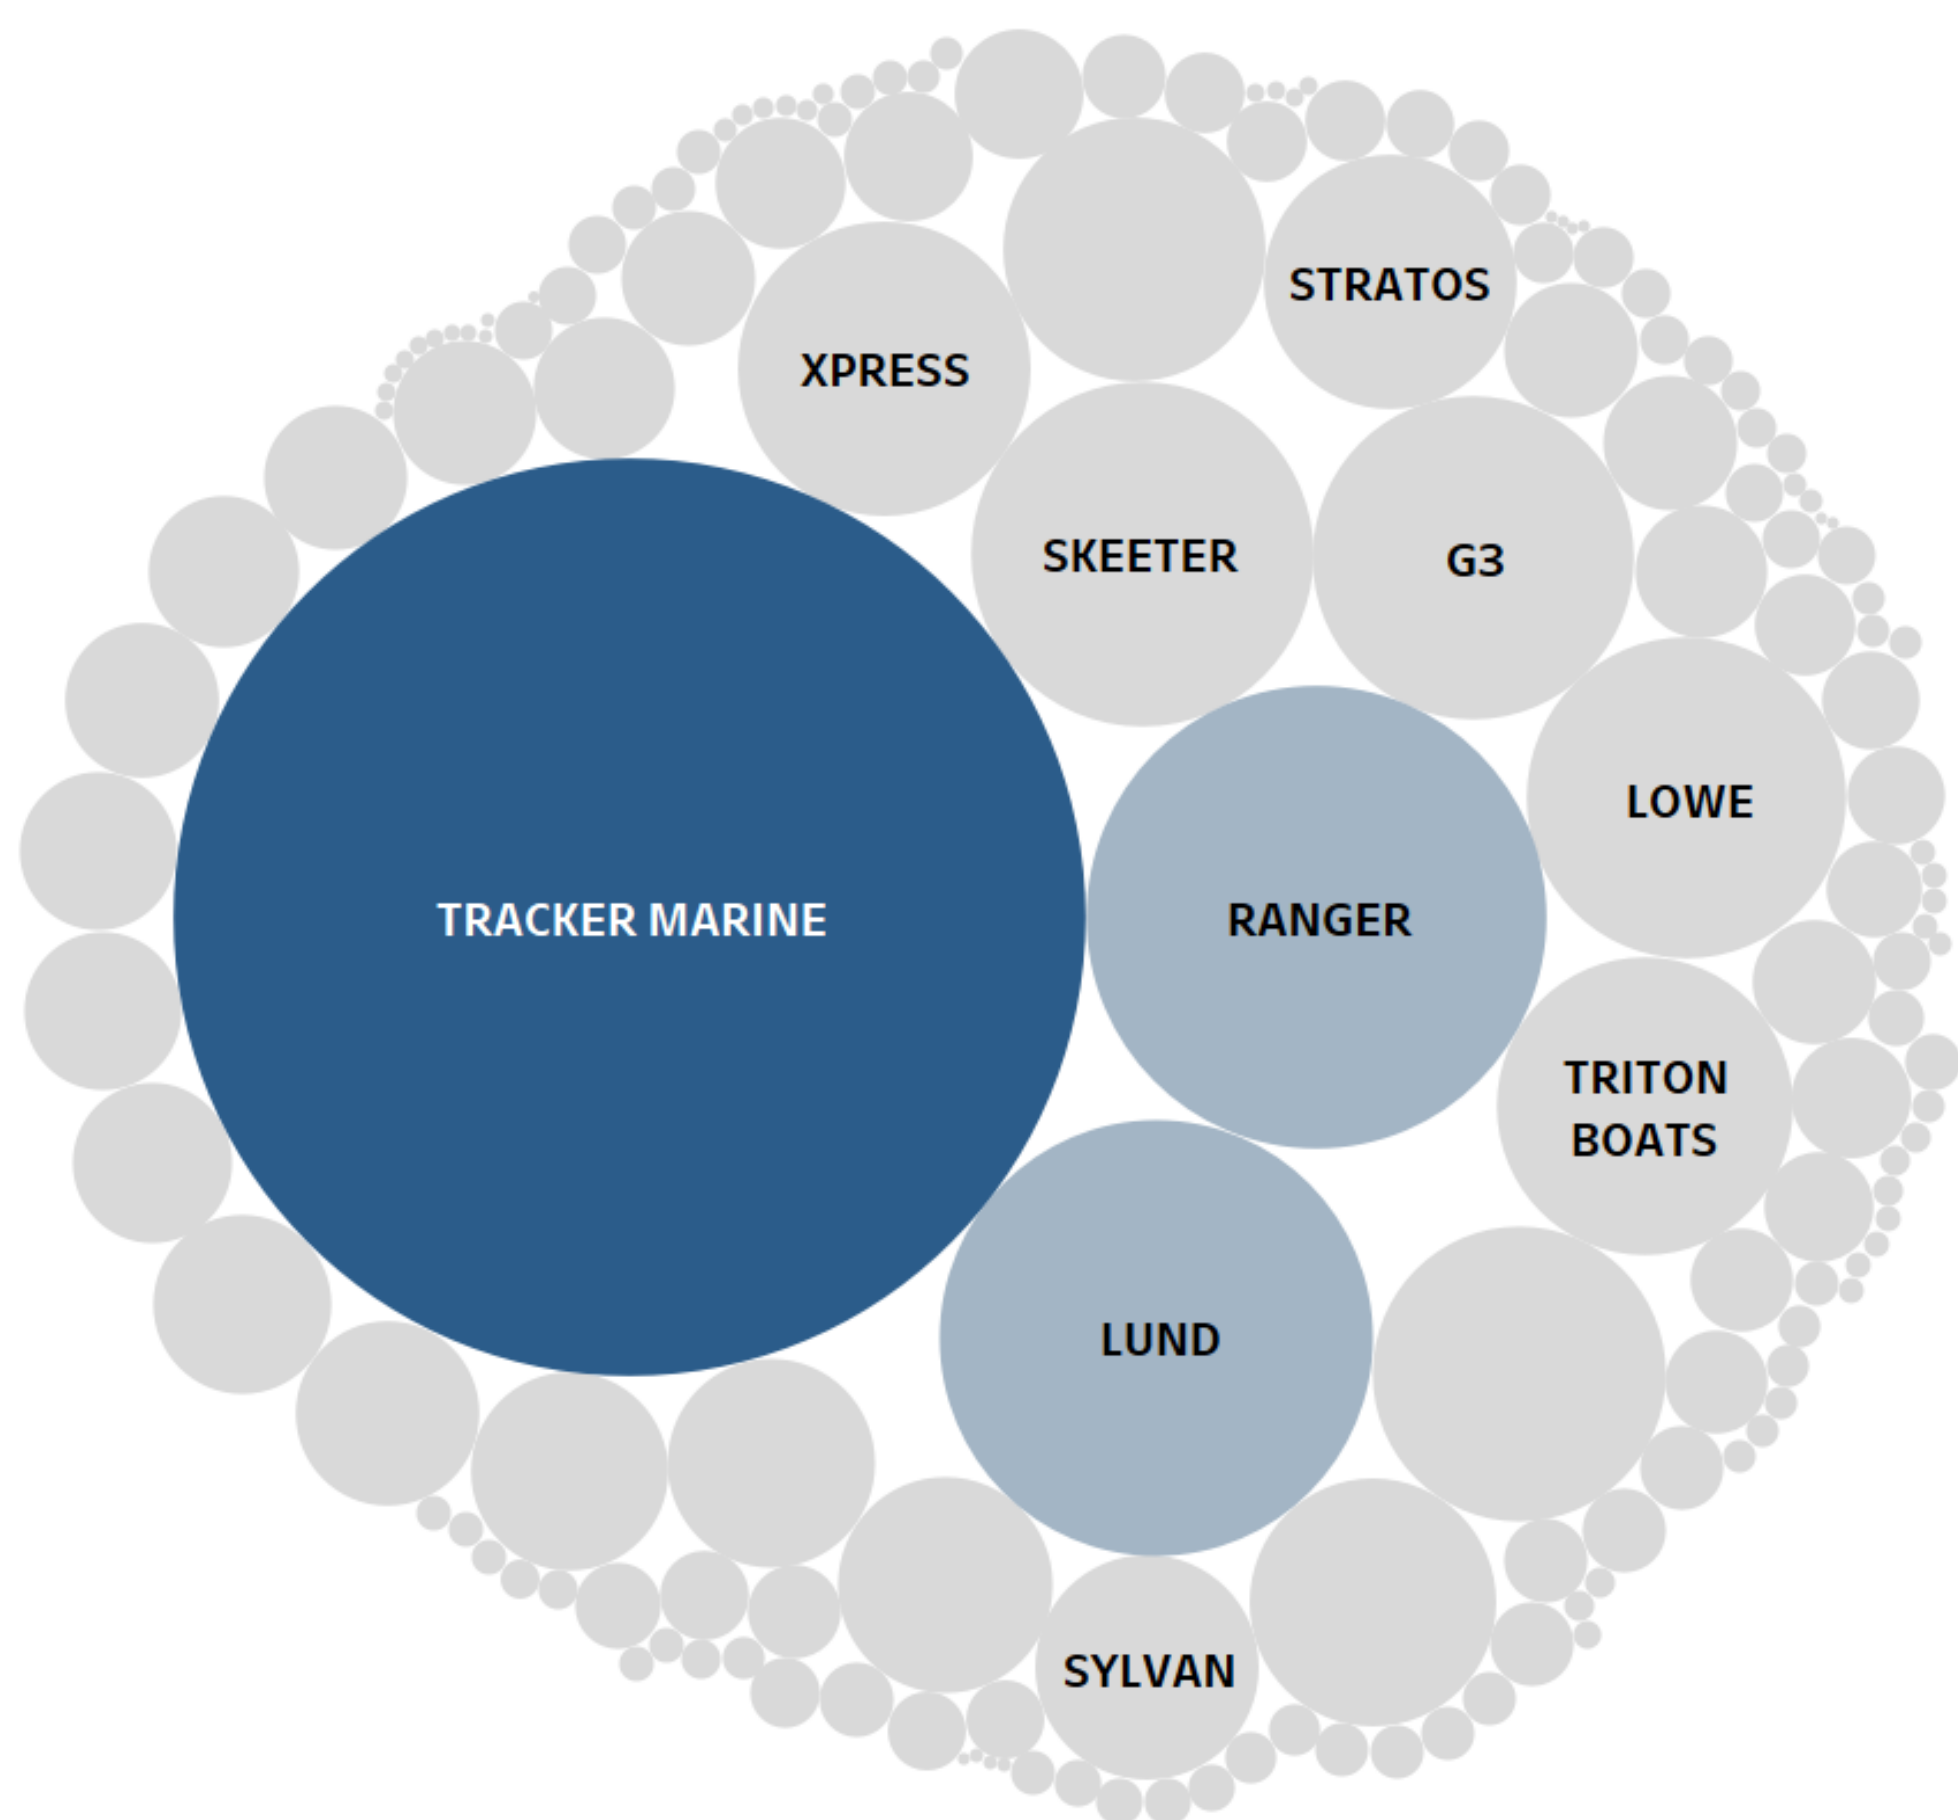 STRATOS
XPRESS
SKEETER
G3
LOWE
TRACKER MARINE
RANGER
TRITON
BOATS
LUND
SYLVAN